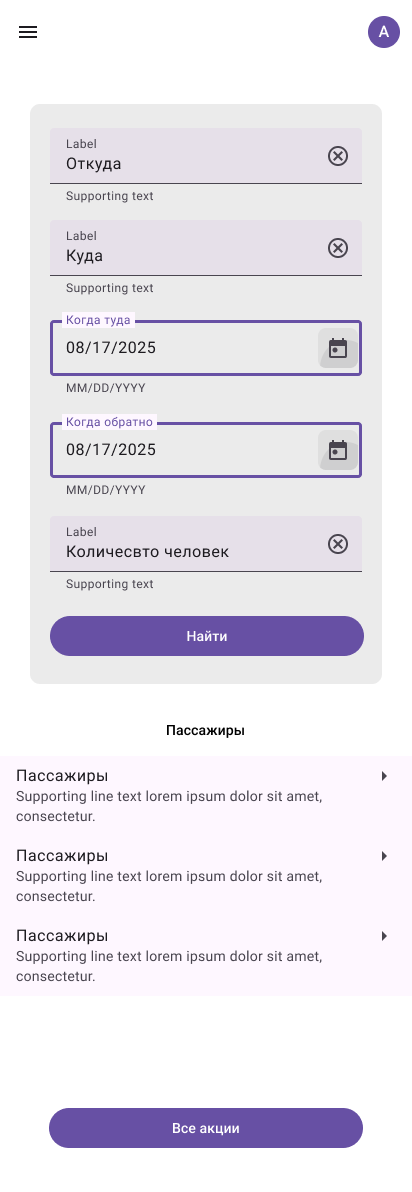 A
Label
Откуда
Supporting text
Label
Куда
Supporting text
Когда туда
08/17/2025
MM/DD/YYYY
Когда обратно
08/17/2025
MM/DD/YYYY
Label
Количесвто человек
Supporting text
Найти
Пассажиры
Пассажиры
Supporting line text lorem ipsum dolor sit amet,
consectetur.
Пассажиры
Supporting line text lorem ipsum dolor sit amet,
consectetur.
Пассажиры
Supporting line text lorem ipsum dolor sit amet,
consectetur.
Все акции